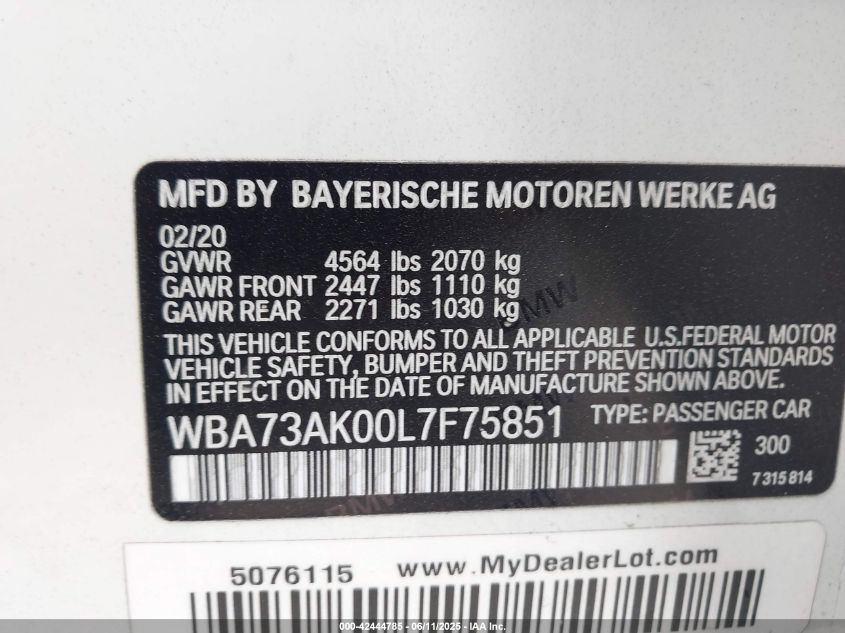 MFD BY BAYERISCHE MOTOREN WERKE AG
02/20
GVWR 4564 lbs 2070 kg
GAWR FRONT 2447 lbs 1110 kg
GAWR REAR 2271 lbs 1030 kg
THIS VEHICLE CONFORMS TO ALL APPLICABLE U.S.FEDERAL MOTOR
VEHICLE SAFETY, BUMPER AND THEFT PREVENTION STANDARDS
IN EFFECT ON THE DATE OF MANUFACTURE SHOWN ABOVE.
WBA73AK00L7F75851 TYPE: PASSENGER CAR
300
7315814
BMW
BMW
5076115 www.MyDealerLot.com
000-42444785 - 06/11/2025 - IAA Inc.